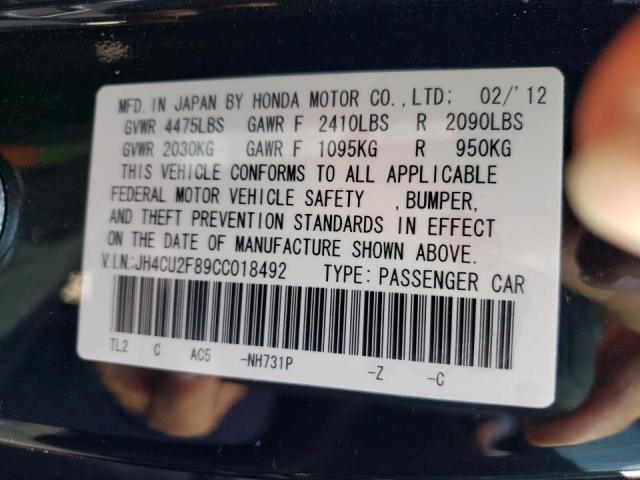 MFD. IN JAPAN BY HONDA MOTOR CO.,LTD; 02/'12
GVWR 4475LBS GAWR F 2410LBS R 2090LBS
GVWR 2030KG GAWR F 1095KG R 950KG
THIS VEHICLE CONFORMS TO ALL APPLICABLE
FEDERAL MOTOR VEHICLE SAFETY ,BUMPER,
AND THEFT PREVENTION STANDARDS IN EFFECT
ON THE DATE OF MANUFACTURE SHOWN ABOVE.
V.I.N.:JH4CU2F89CC018492 TYPE: PASSENGER CAR
TL2 C AC5 -NH731P -Z -C